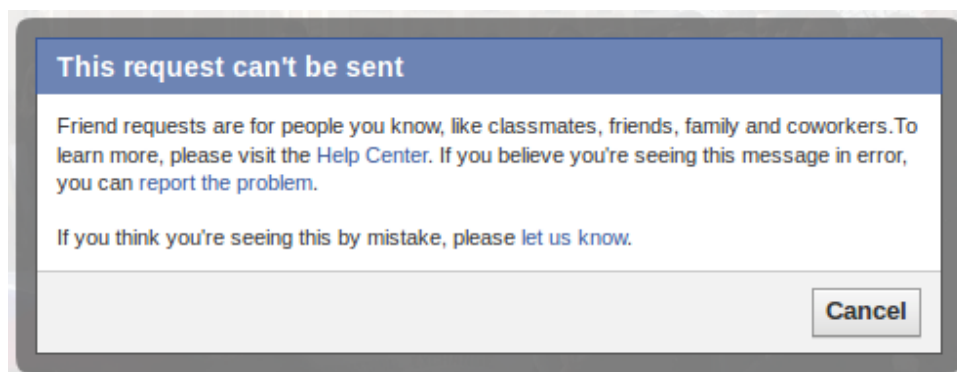 This request can't be sent
Friend requests are for people you know, like classmates, friends, family and coworkers.To
learn more, please visit the Help Center. If you believe you're seeing this message in error,
you can report the problem.
If you think you're seeing this by mistake, please let us know.
Cancel